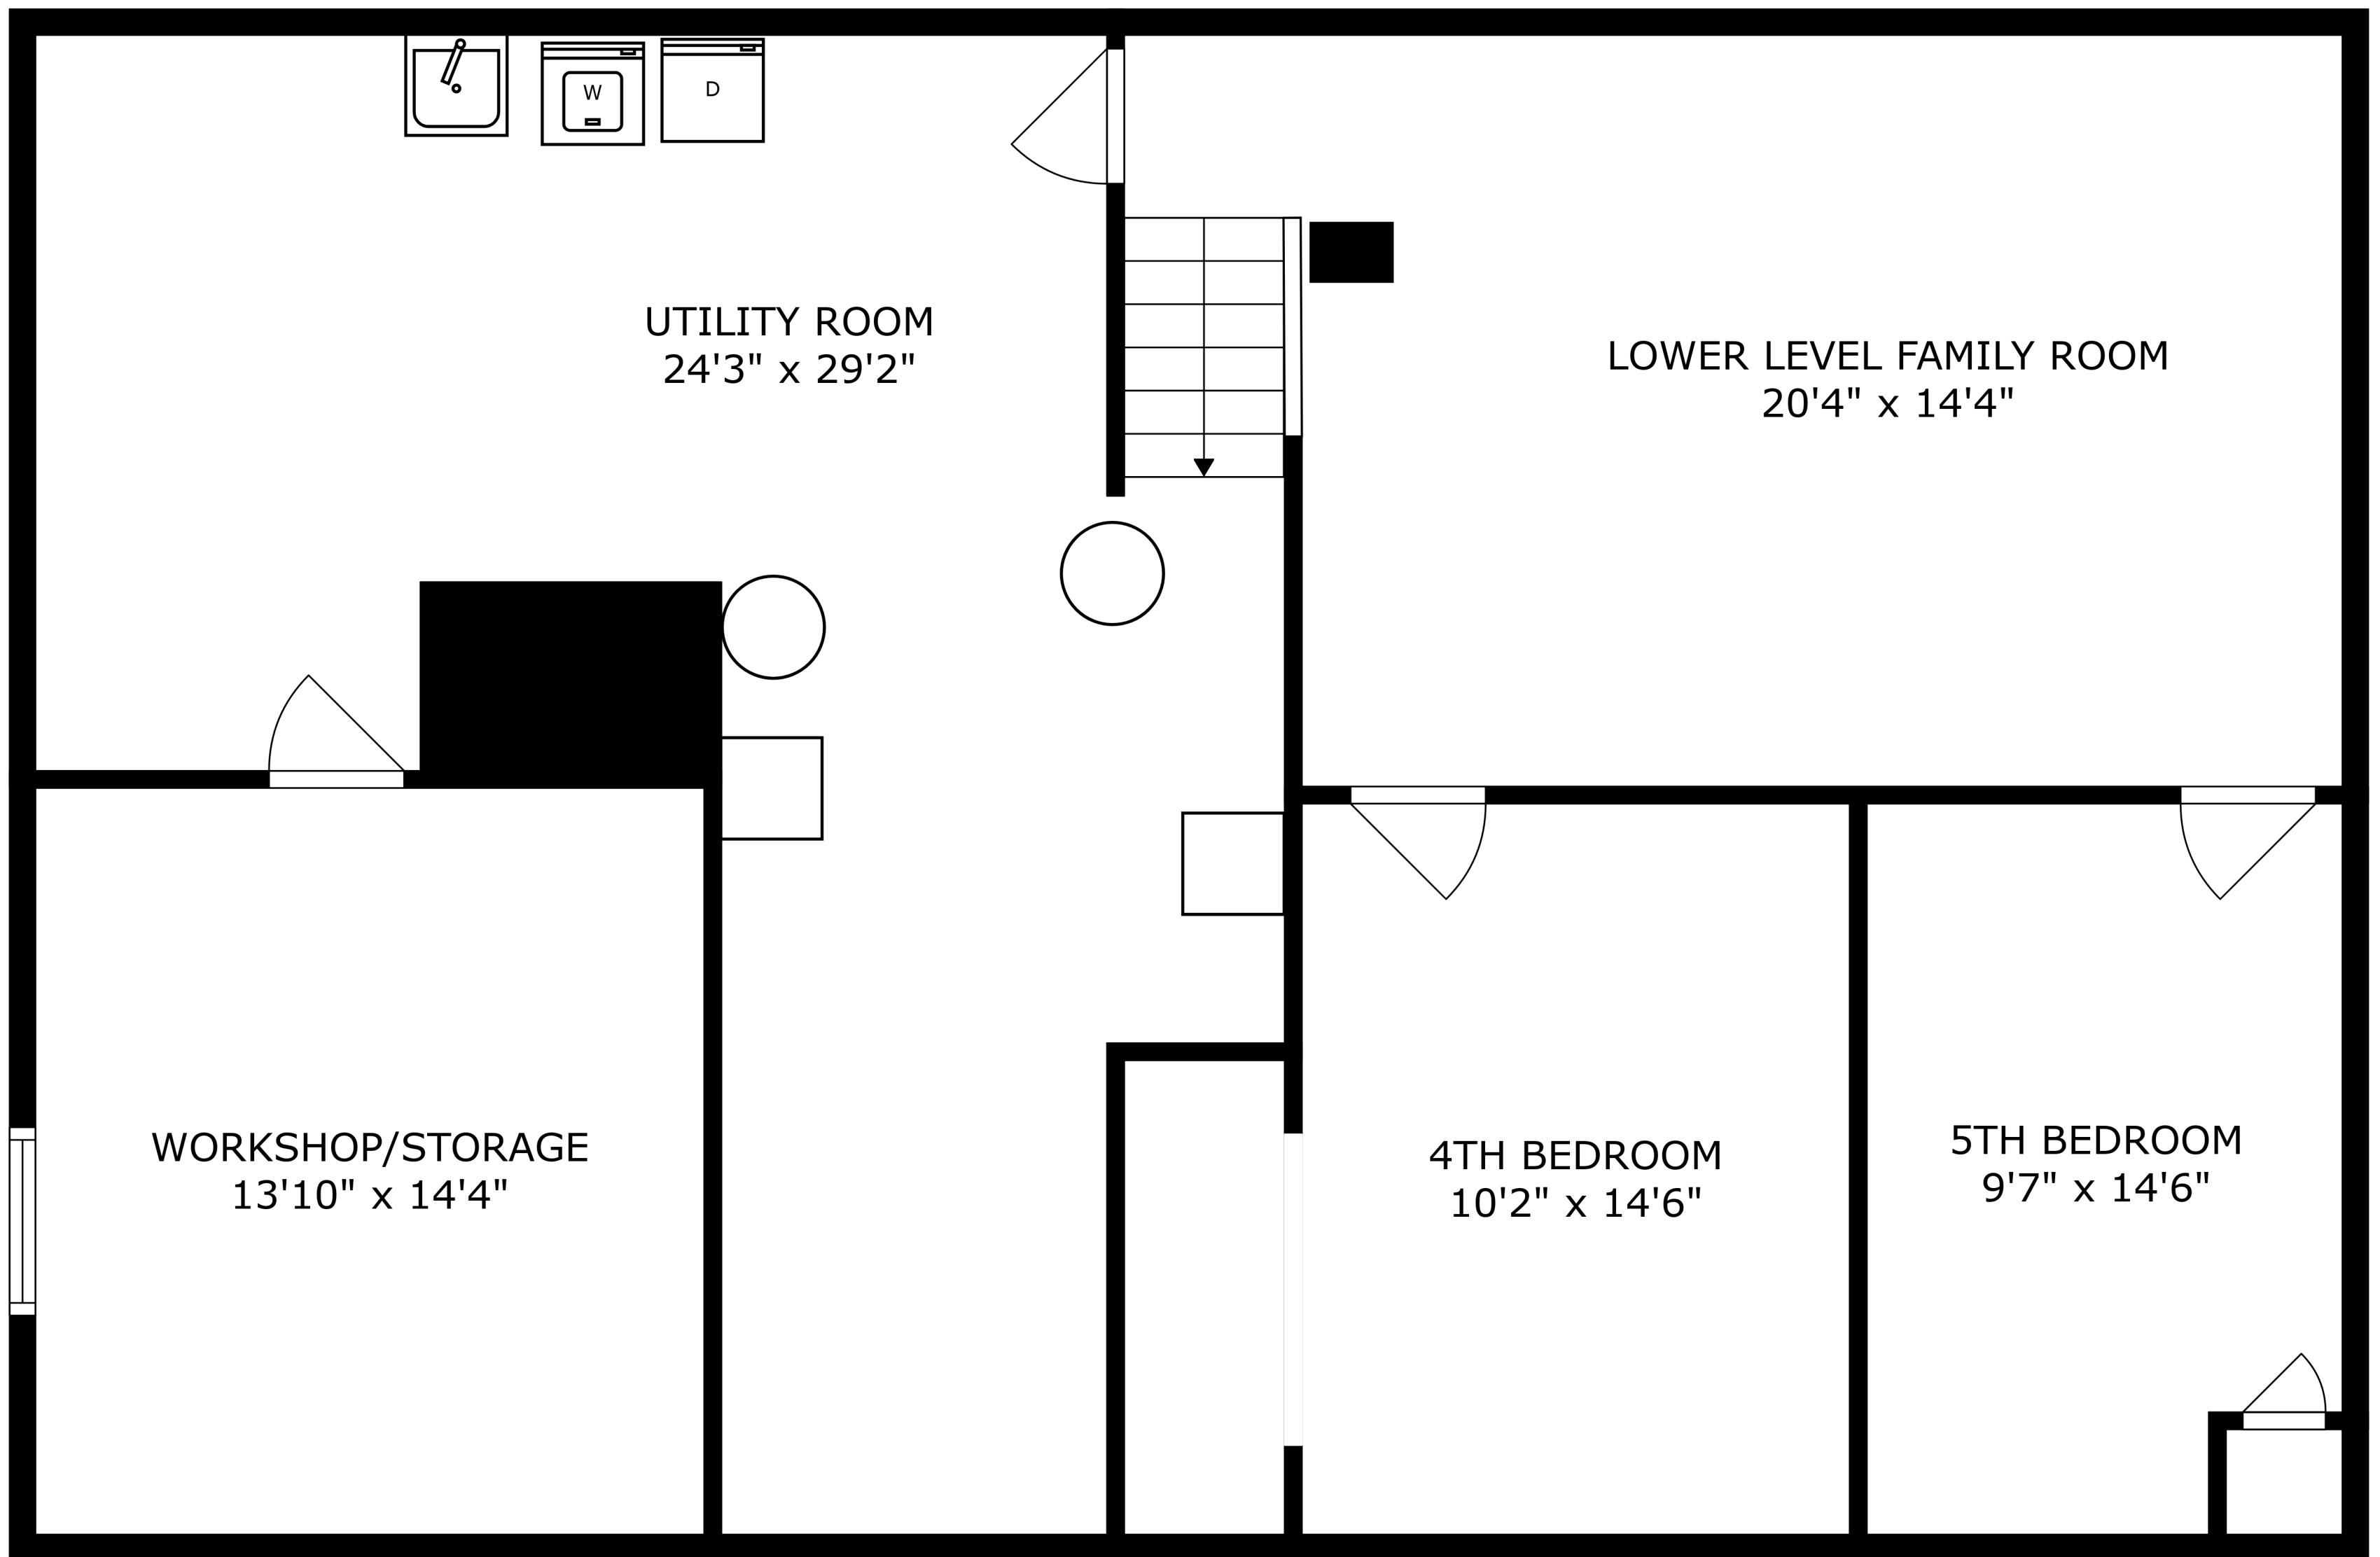 W
D
UTILITY ROOM
24'3" x 29'2"
LOWER LEVEL FAMILY ROOM
20'4" x 14'4"
WORKSHOP/STORAGE
13'10" x 14'4"
4TH BEDROOM
10'2" x 14'6"
5TH BEDROOM
9'7" x 14'6"